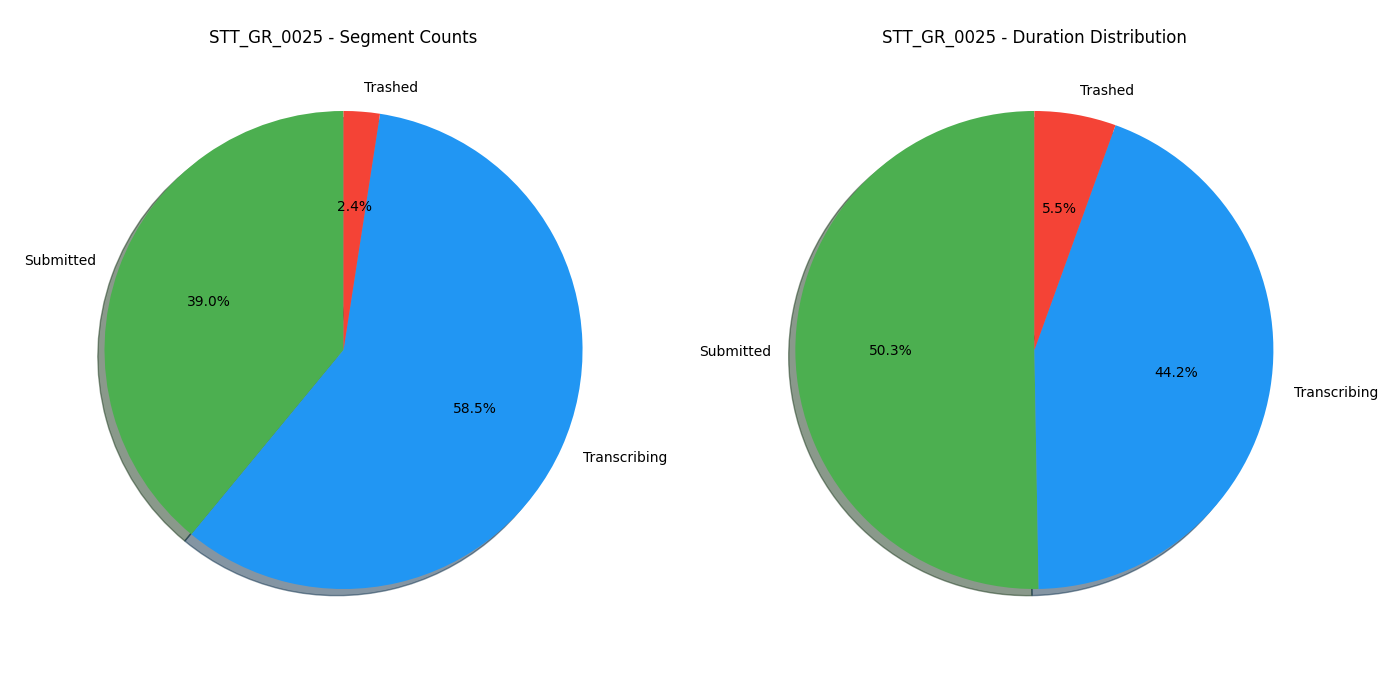 STT_GR_0025 - Segment Counts
Trashed
2.4%
Submitted
39.0%
58.5%
Transcribing
STT_GR_0025 - Duration Distribution
Trashed
5.5%
Submitted
50.3%
44.2%
Transcribing